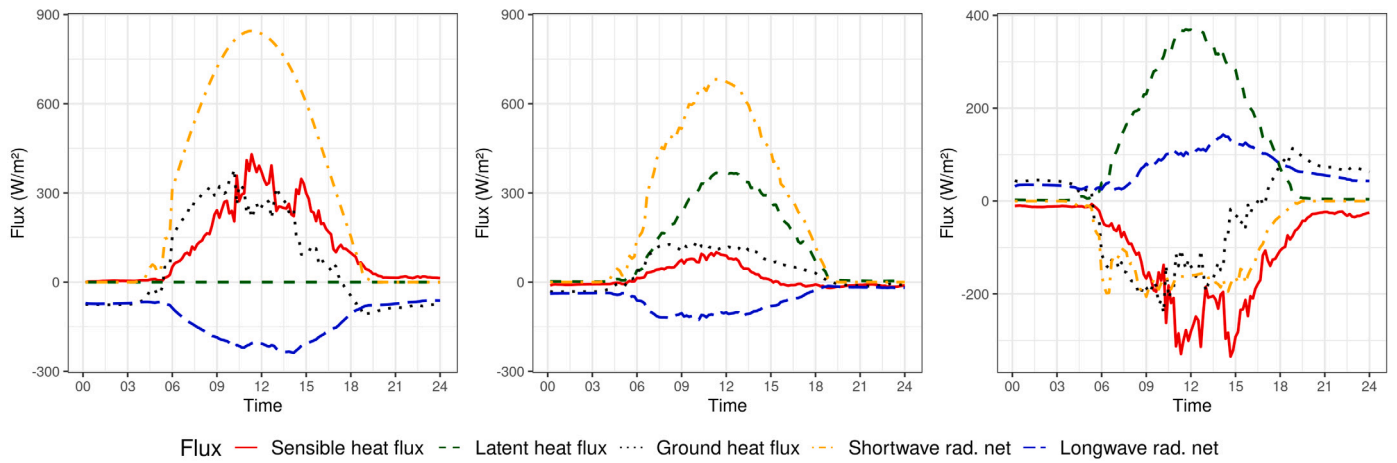 900
600
300
0
-300
Flux (W/m²)
00 03 06 09 12 15 18 21 24
Time
900
600
300
0
-300
Flux (W/m²)
00 03 06 09 12 15 18 21 24
Time
400
200
0
-200
Flux (W/m²)
00 03 06 09 12 15 18 21 24
Time
Flux Sensible heat flux Latent heat flux Ground heat flux Shortwave rad. net Longwave rad. net